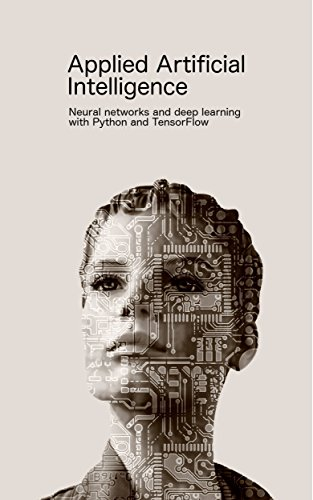 Applied Artificial
Intelligence
Neural networks and deep learning
with Python and TensorFlow